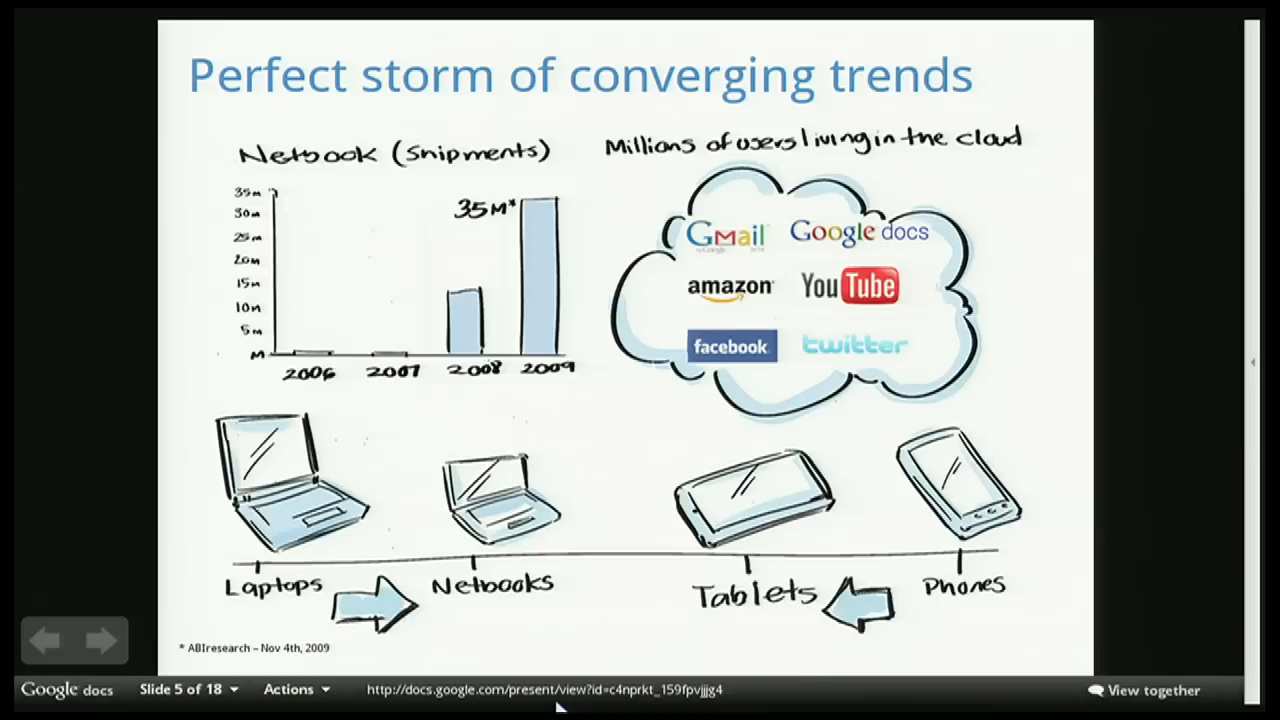 Perfect storm of converging trends
Netbook (Shipments)
35M
30M
25M
20M
15M
10M
5M
M
35M*
2006 2007 2008 2009
Millions of users living in the cloud
Gmail Google docs
amazon YouTube
facebook twitter
Laptops Netbooks Tablets Phones
* ABIresearch – Nov 4th, 2009
Google docs Slide 5 of 18 Actions http://docs.google.com/present/view?id=c4nprkt_159fpvjjjg4 View together